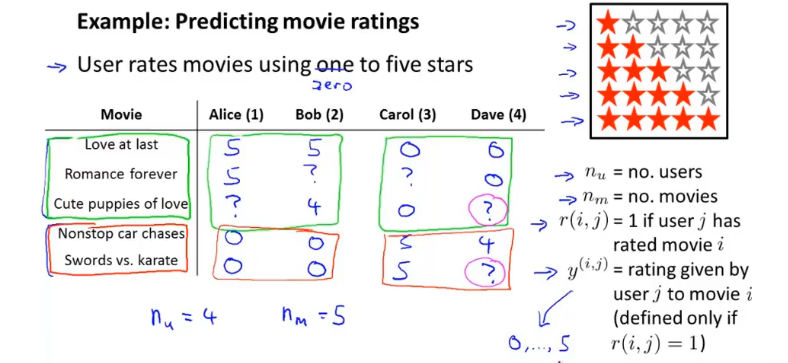 Example: Predicting movie ratings
→ User rates movies using one to five stars
zero
Movie Alice (1) Bob (2) Carol (3) Dave (4)
Love at last 5 5 0 0
Romance forever 5 ? ? 0
Cute puppies of love ? 4 0 ?
Nonstop car chases 0 0 5 4
Swords vs. karate 0 0 5 ?
n_u = 4 n_m = 5
→ n_u = no. users
→ n_m = no. movies
→ r(i, j) = 1 if user j has
rated movie i
→ y^(i,j) = rating given by
user j to movie i
(defined only if
r(i, j) = 1)
0,...,5